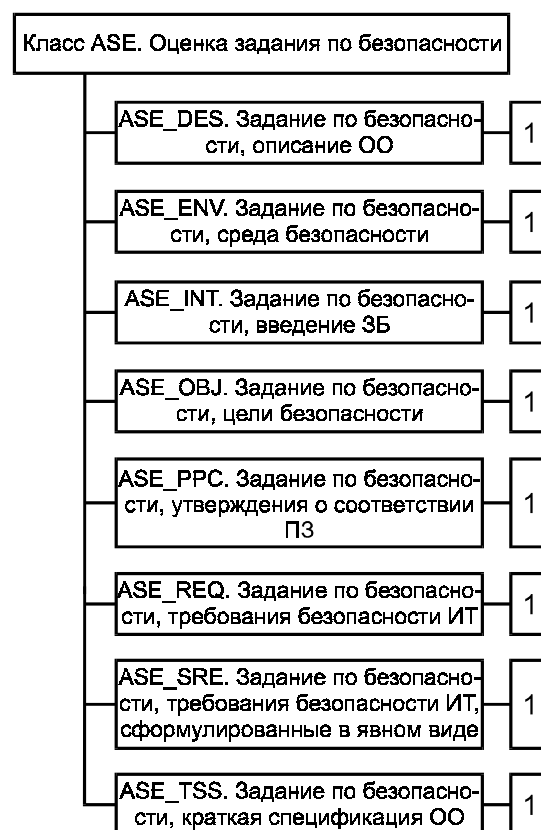 Класс ASE. Оценка задания по безопасности
ASE_DES. Задание по безопасно-
сти, описание ОО
1
ASE_ENV. Задание по безопасно-
сти, среда безопасности
1
ASE_INT. Задание по безопасно-
сти, введение ЗБ
1
ASE_OBJ. Задание по безопасно-
сти, цели безопасности
1
ASE_PPC. Задание по безопасно-
сти, утверждения о соответствии
ПЗ
1
ASE_REQ. Задание по безопасно-
сти, требования безопасности ИТ
1
ASE_SRE. Задание по безопасно-
сти, требования безопасности ИТ,
сформулированные в явном виде
1
ASE_TSS. Задание по безопасно-
сти, краткая спецификация ОО
1